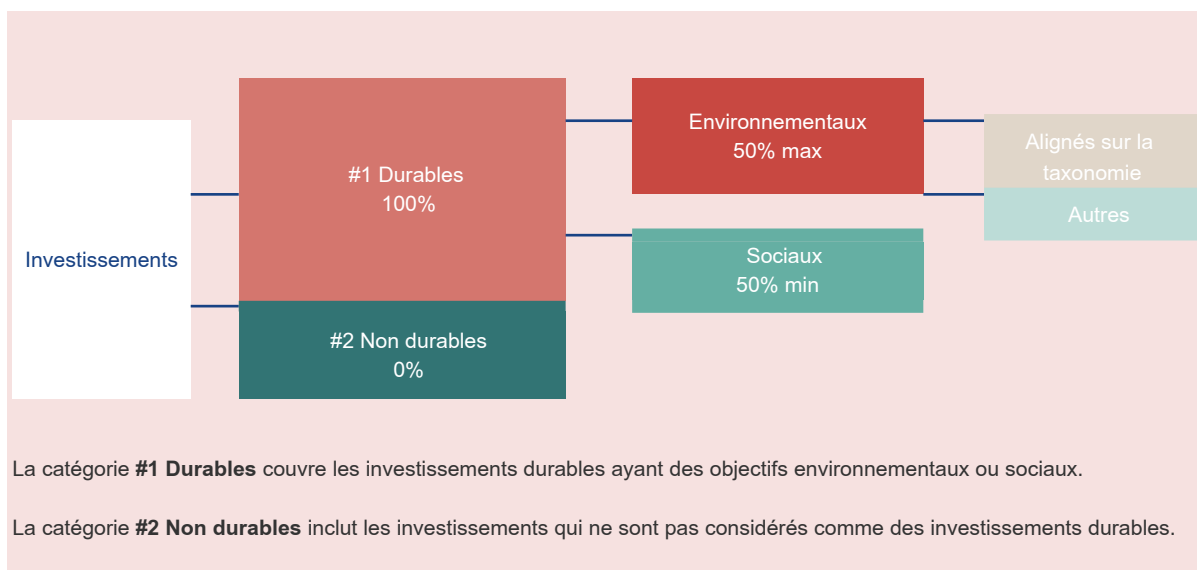 Investissements
#1 Durables
100%
#2 Non durables
0%
Environnementaux
50% max
Sociaux
50% min
Alignés sur la
taxonomie
Autres
La catégorie #1 Durables couvre les investissements durables ayant des objectifs environnementaux ou sociaux.
La catégorie #2 Non durables inclut les investissements qui ne sont pas considérés comme des investissements durables.